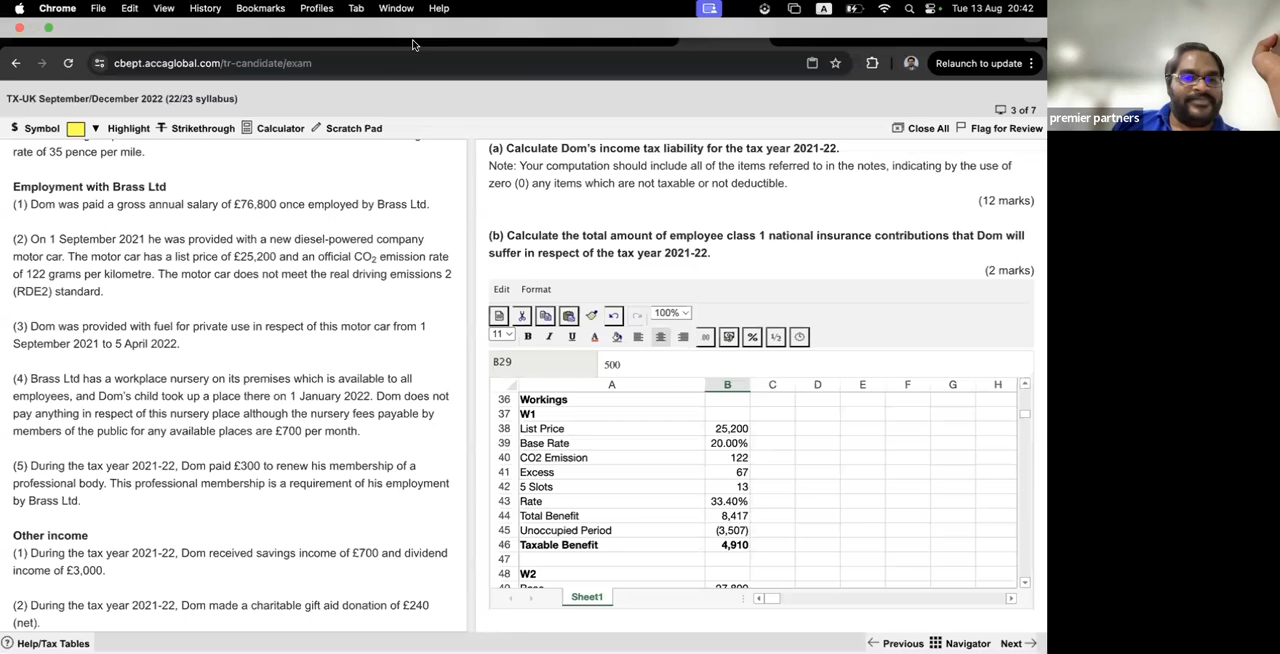 Chrome File Edit View History Bookmarks Profiles Tab Window Help A Tue 13 Aug 20:42
cbept.accaglobal.com/tr-candidate/exam Relaunch to update
TX-UK September/December 2022 (22/23 syllabus)
3 of 7
$ Symbol Highlight Strikethrough Calculator Scratch Pad Close All Flag for Review
rate of 35 pence per mile.
Employment with Brass Ltd
(1) Dom was paid a gross annual salary of £76,800 once employed by Brass Ltd.
(2) On 1 September 2021 he was provided with a new diesel-powered company
motor car. The motor car has a list price of £25,200 and an official CO2 emission rate
of 122 grams per kilometre. The motor car does not meet the real driving emissions 2
(RDE2) standard.
(3) Dom was provided with fuel for private use in respect of this motor car from 1
September 2021 to 5 April 2022.
(4) Brass Ltd has a workplace nursery on its premises which is available to all
employees, and Dom's child took up a place there on 1 January 2022. Dom does not
pay anything in respect of this nursery place although the nursery fees payable by
members of the public for any available places are £700 per month.
(5) During the tax year 2021-22, Dom paid £300 to renew his membership of a
professional body. This professional membership is a requirement of his employment
by Brass Ltd.
Other income
(1) During the tax year 2021-22, Dom received savings income of £700 and dividend
income of £3,000.
(2) During the tax year 2021-22, Dom made a charitable gift aid donation of £240
(net).
(a) Calculate Dom's income tax liability for the tax year 2021-22.
Note: Your computation should include all of the items referred to in the notes, indicating by the use of
zero (0) any items which are not taxable or not deductible.
(12 marks)
(b) Calculate the total amount of employee class 1 national insurance contributions that Dom will
suffer in respect of the tax year 2021-22.
(2 marks)
Edit Format
100%
11 B I U A % 1/2
B29 500
A B C D E F G H
36 Workings
37 W1
38 List Price 25,200
39 Base Rate 20.00%
40 CO2 Emission 122
41 Excess 67
42 5 Slots 13
43 Rate 33.40%
44 Total Benefit 8,417
45 Unoccupied Period (3,507)
46 Taxable Benefit 4,910
47
48 W2
Sheet1
Help/Tax Tables Previous Navigator Next
premier partners